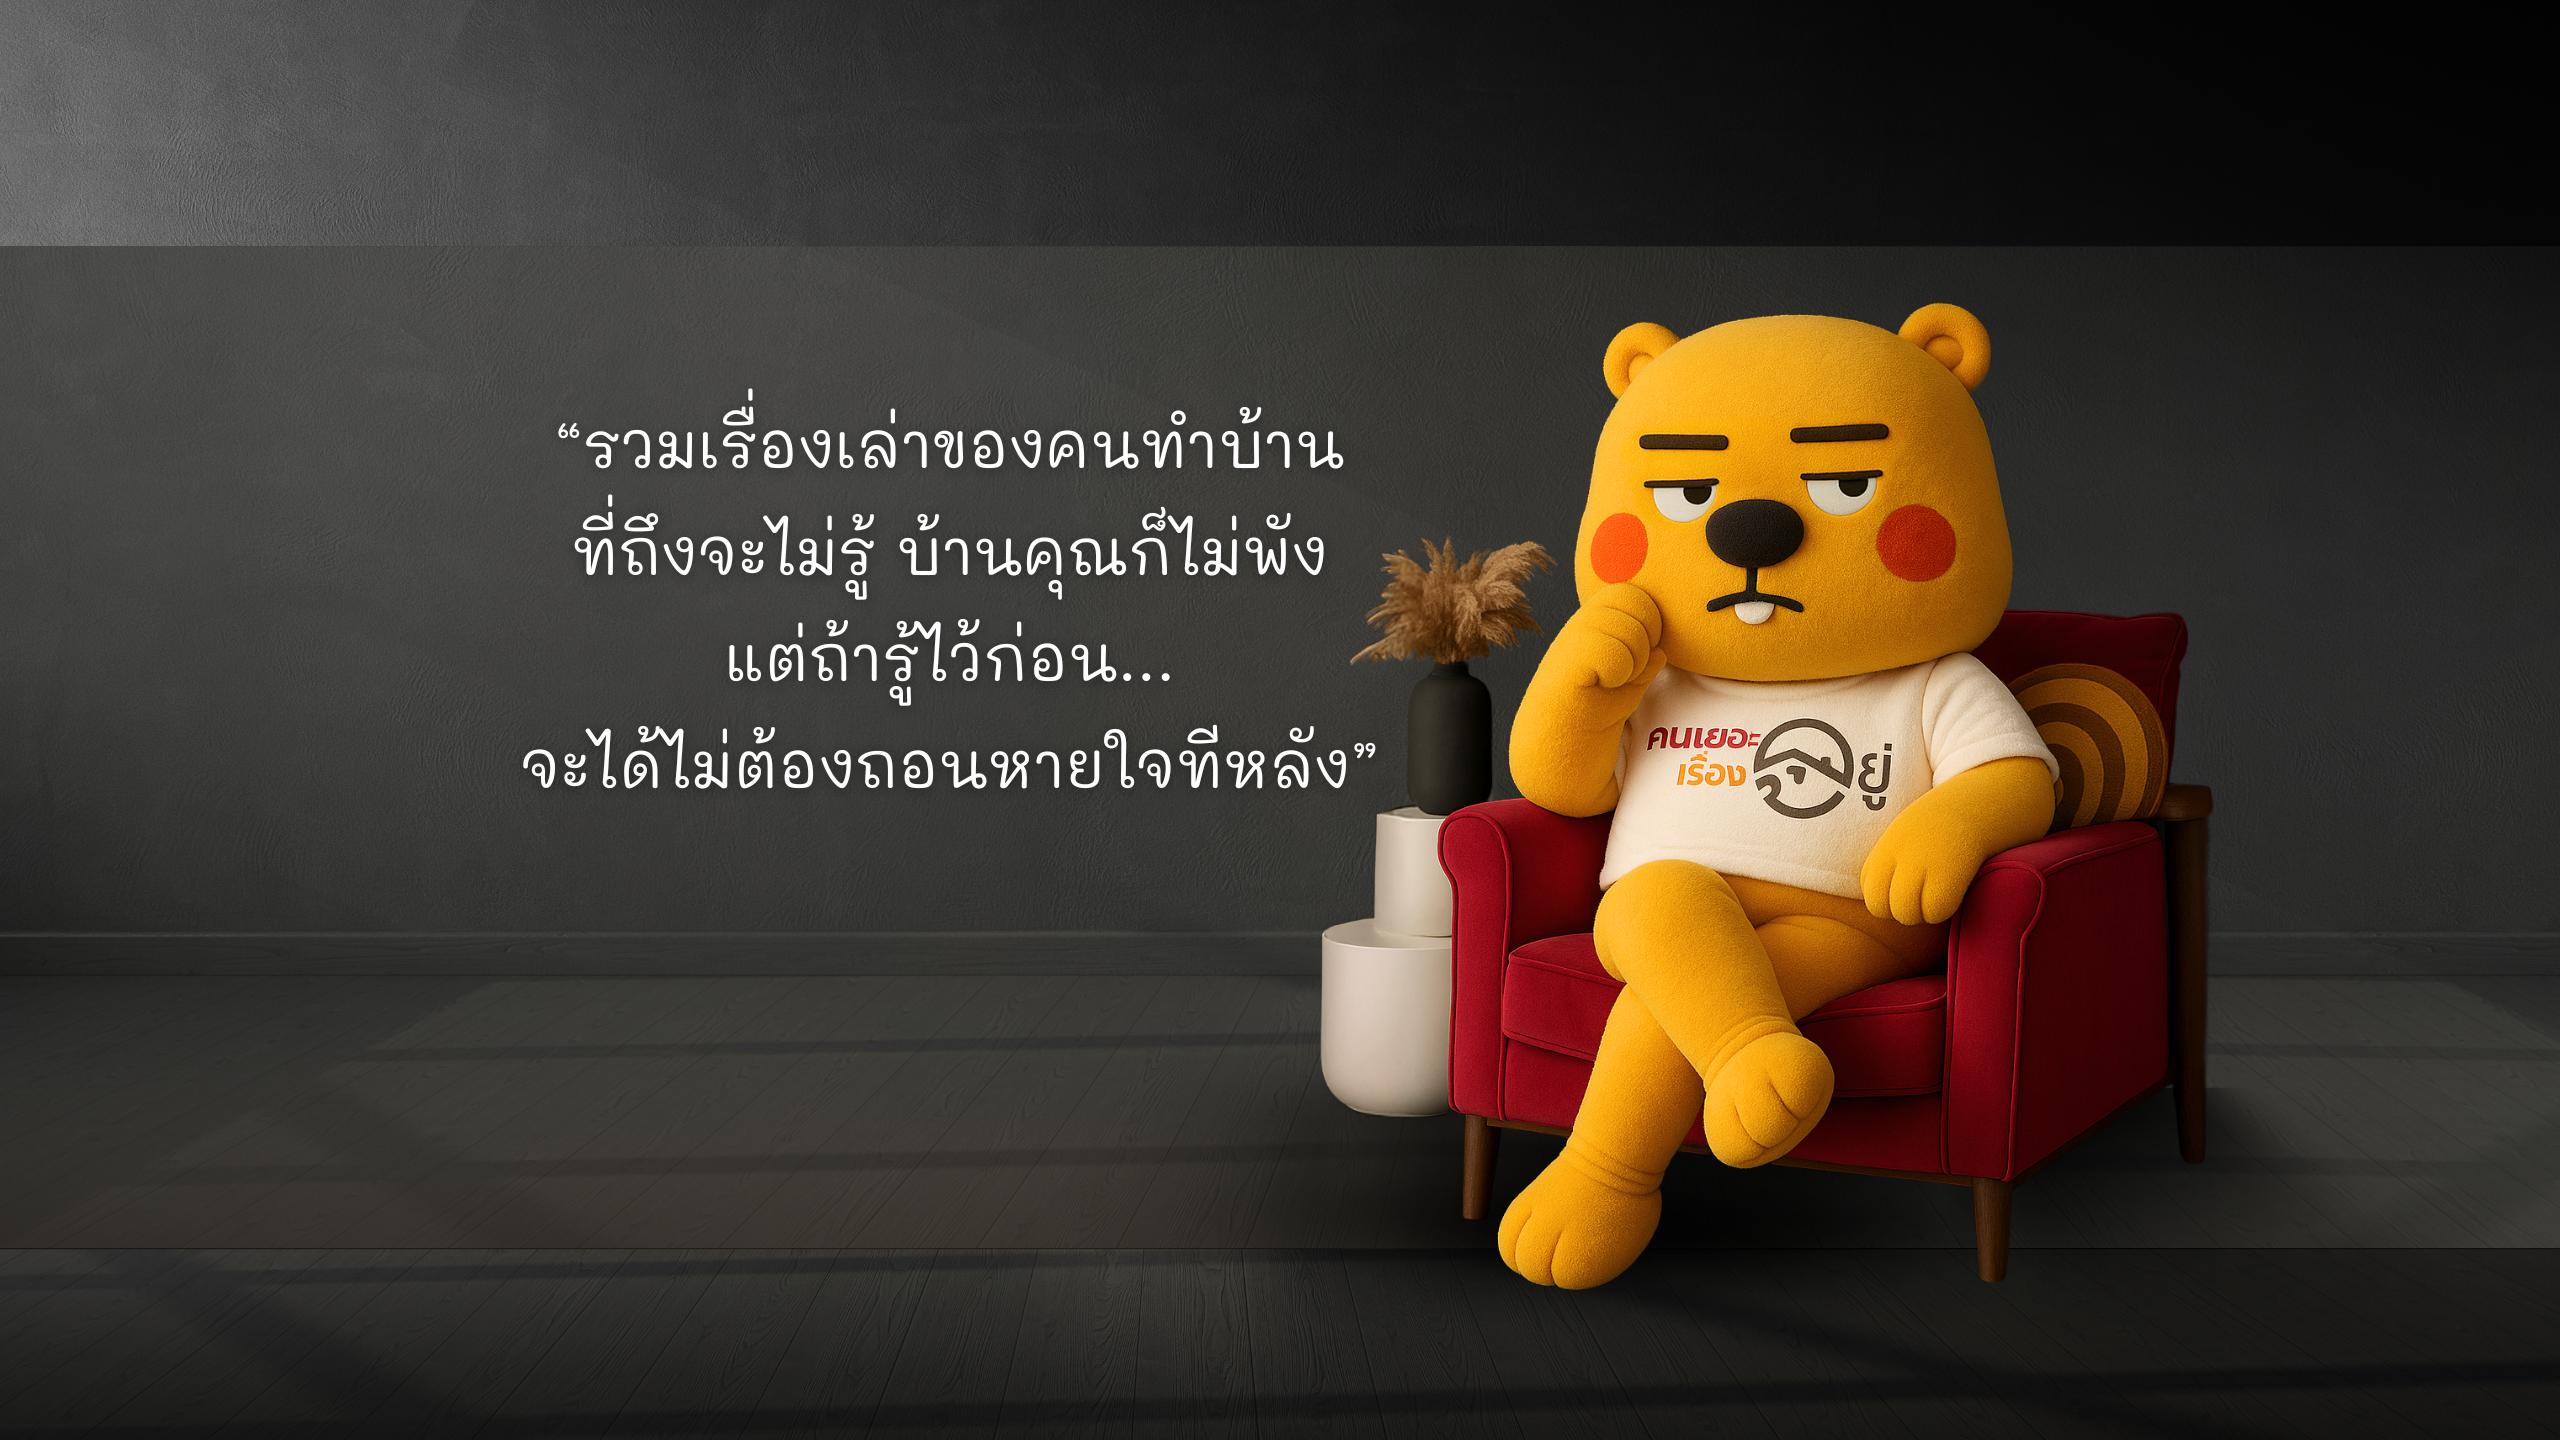 “รวมเรื่องเล่าของคนทำบ้าน
ที่ถึงจะไม่รู้ บ้านคุณก็ไม่พัง
แต่ถ้ารู้ไว้ก่อน...
จะได้ไม่ต้องถอนหายใจทีหลัง”
คนเยอะ
เรื่อง อยู่